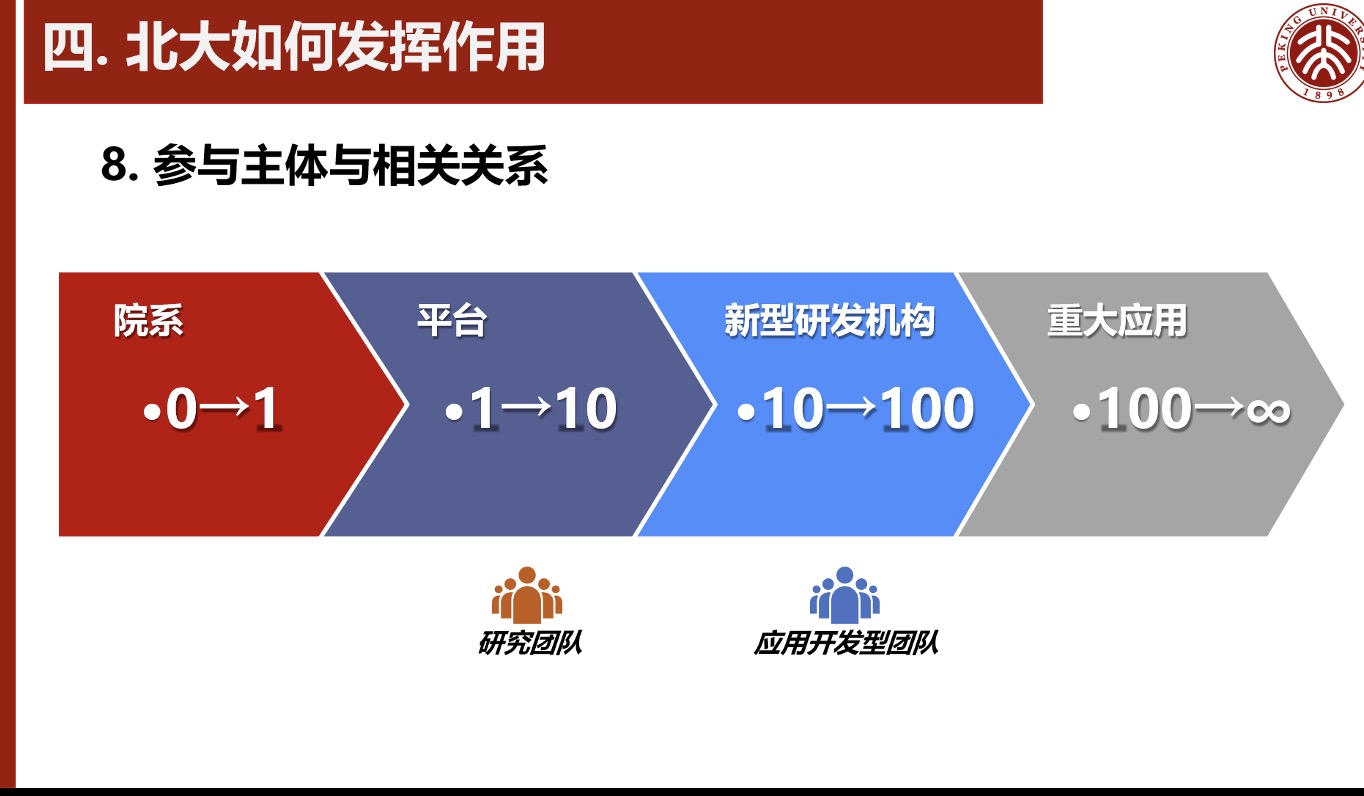 四. 北大如何发挥作用
PEKING UNIVERSITY
1898
8. 参与主体与相关关系
院系
•0→1
平台
•1→10
新型研发机构
•10→100
重大应用
•100→∞
研究团队
应用开发型团队